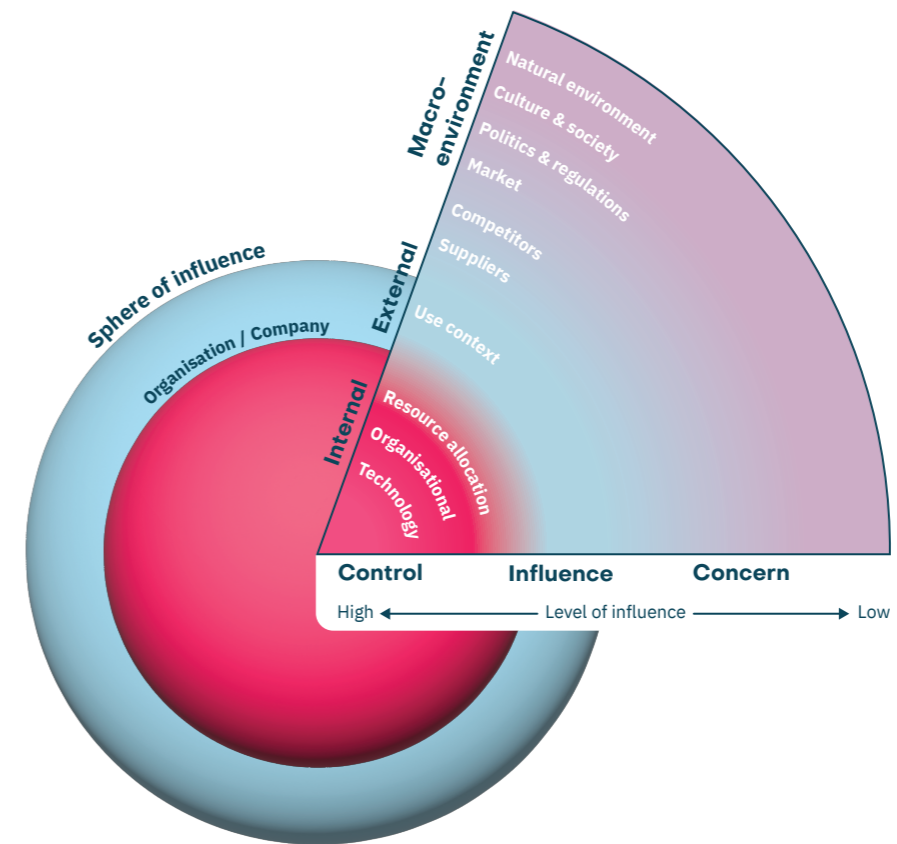 Macro-
environment
Natural environment
Culture & society
Politics & regulations
Market
Competitors
Suppliers
External
Use context
Sphere of influence
Organisation / Company
Internal
Resource allocation
Organisational
Technology
Control
Influence
Concern
High
Level of influence
Low